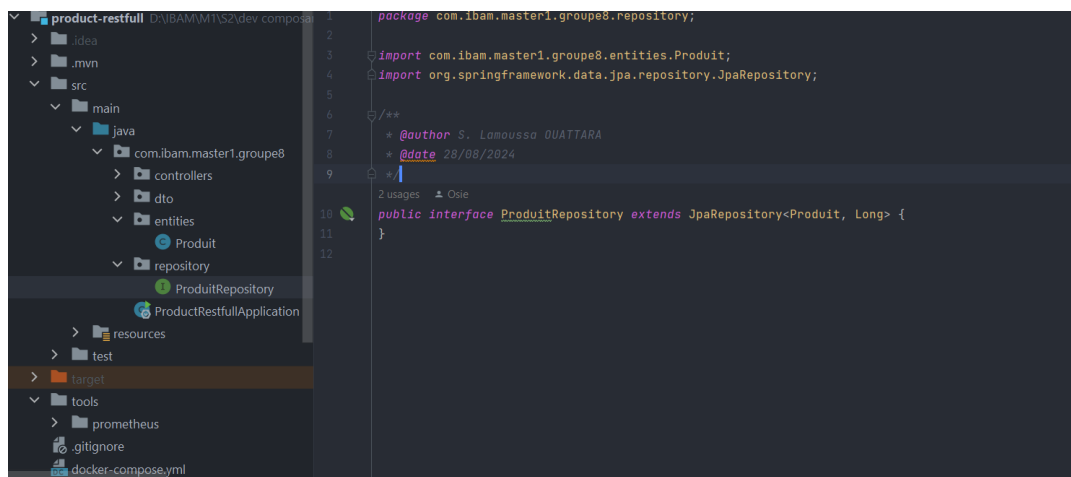 product-restfull D:\IBAM\M1\S2\dev composa
.idea
.mvn
src
main
java
com.ibam.master1.groupe8
controllers
dto
entities
Produit
repository
ProduitRepository
ProductRestfullApplication
resources
test
target
tools
prometheus
.gitignore
docker-compose.yml
1 package com.ibam.master1.groupe8.repository;
2
3 import com.ibam.master1.groupe8.entities.Produit;
4 import org.springframework.data.jpa.repository.JpaRepository;
5
6 /**
7 * @author S. Lamoussa OUATTARA
8 * @date 28/08/2024
9 */
2 usages Osie
10 public interface ProduitRepository extends JpaRepository<Produit, Long> {
11 }
12